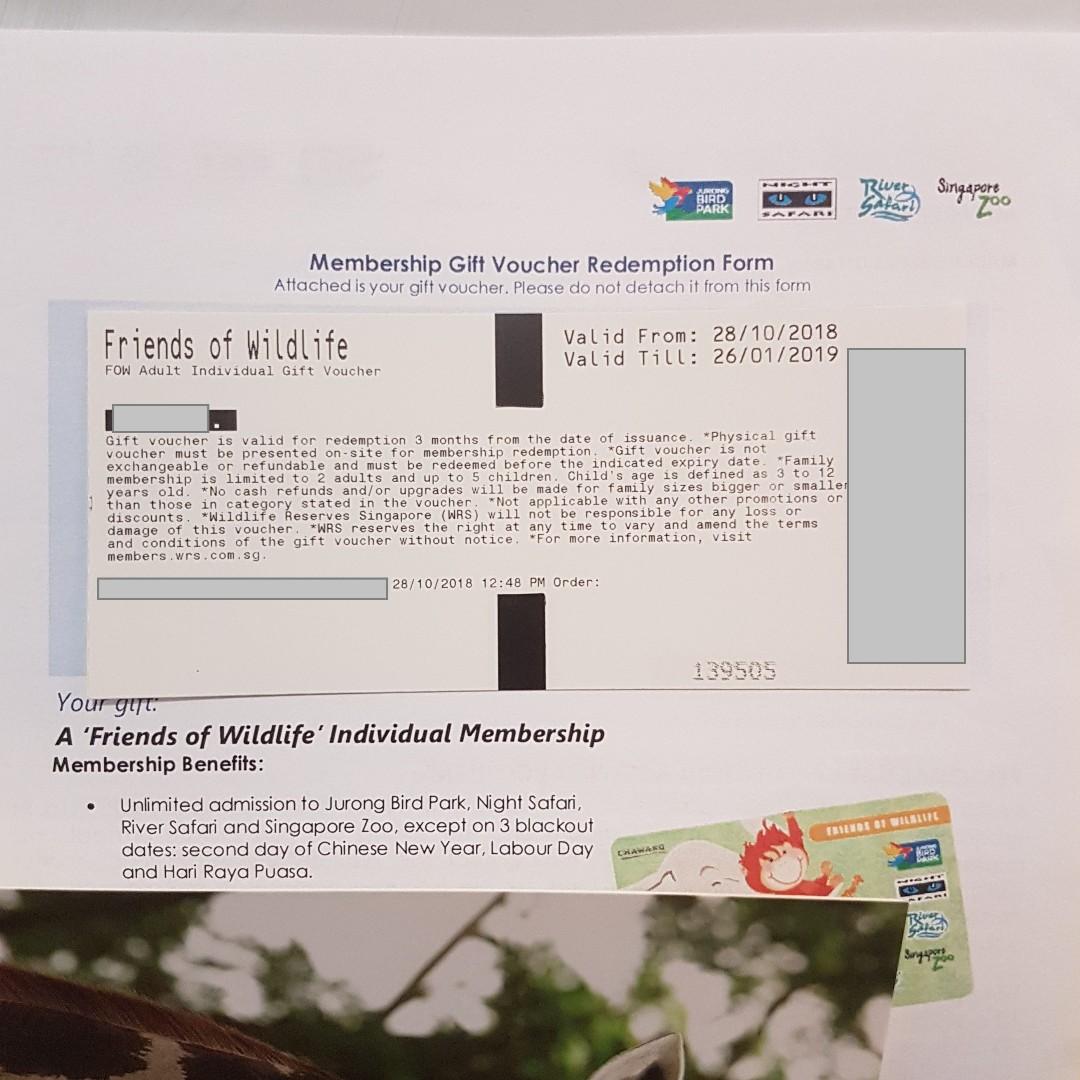 JURONG
BIRD
PARK
NIGHT
SAFARI
River
Safari
Singapore
Zoo
Membership Gift Voucher Redemption Form
Attached is your gift voucher. Please do not detach it from this form
Friends of Wildlife
FOW Adult Individual Gift Voucher
Valid From: 28/10/2018
Valid Till: 26/01/2019
Gift voucher is valid for redemption 3 months from the date of issuance. *Physical gift
voucher must be presented on-site for membership redemption. *Gift voucher is not
exchangeable or refundable and must be redeemed before the indicated expiry date. *Family
membership is limited to 2 adults and up to 5 children. Child's age is defined as 3 to 12
years old. *No cash refunds and/or upgrades will be made for family sizes bigger or smaller
than those in category stated in the voucher. *Not applicable with any other promotions or
discounts. *Wildlife Reserves Singapore (WRS) will not be responsible for any loss or
damage of this voucher. *WRS reserves the right at any time to vary and amend the terms
and conditions of the gift voucher without notice. *For more information, visit
members.wrs.com.sg.
28/10/2018 12:48 PM Order:
139505
Your gift:
A 'Friends of Wildlife' Individual Membership
Membership Benefits:
• Unlimited admission to Jurong Bird Park, Night Safari,
River Safari and Singapore Zoo, except on 3 blackout
dates: second day of Chinese New Year, Labour Day
and Hari Raya Puasa.
CHAWANG
FRIENDS OF WILDLIFE
JURONG
BIRD
PARK
NIGHT
SAFARI
River
Safari
Singapore
Zoo